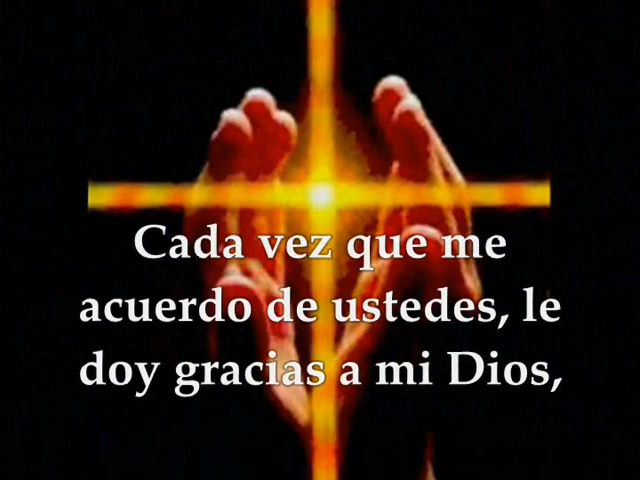 Cada vez que me
acuerdo de ustedes, le
doy gracias a mi Dios,